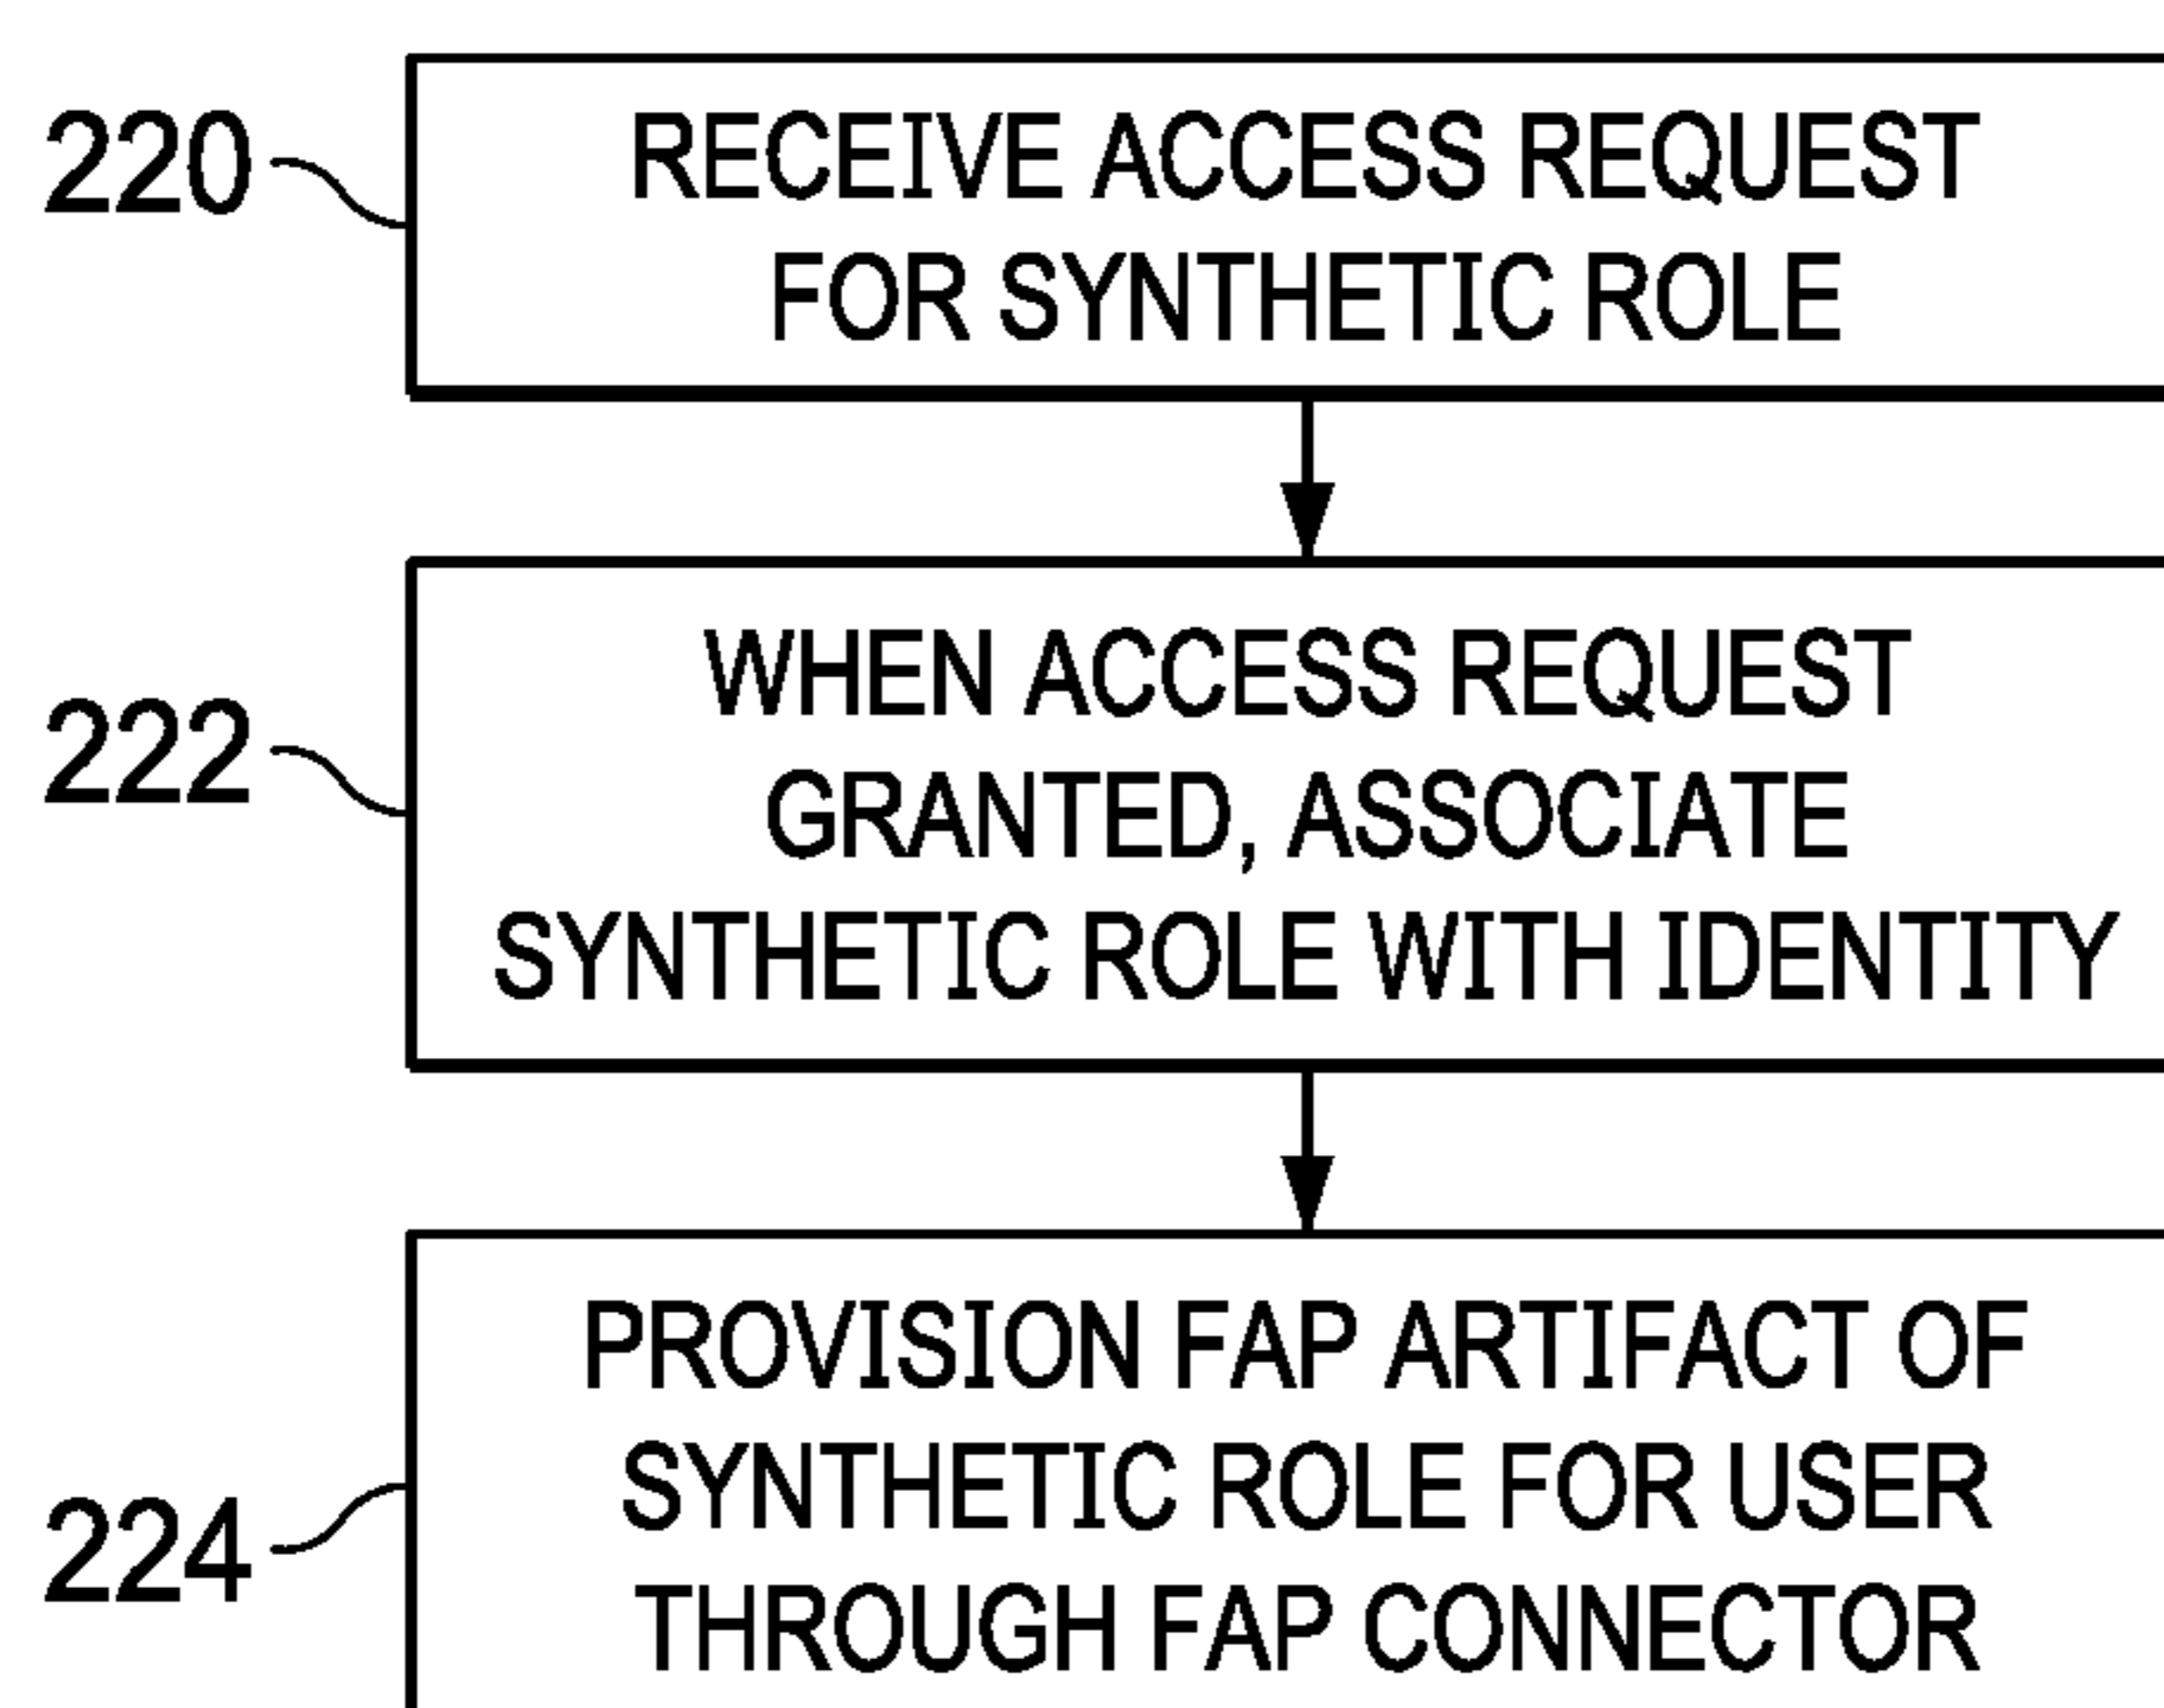 220
RECEIVE ACCESS REQUEST
FOR SYNTHETIC ROLE
222
WHEN ACCESS REQUEST
GRANTED, ASSOCIATE
SYNTHETIC ROLE WITH IDENTITY
224
PROVISION FAP ARTIFACT OF
SYNTHETIC ROLE FOR USER
THROUGH FAP CONNECTOR